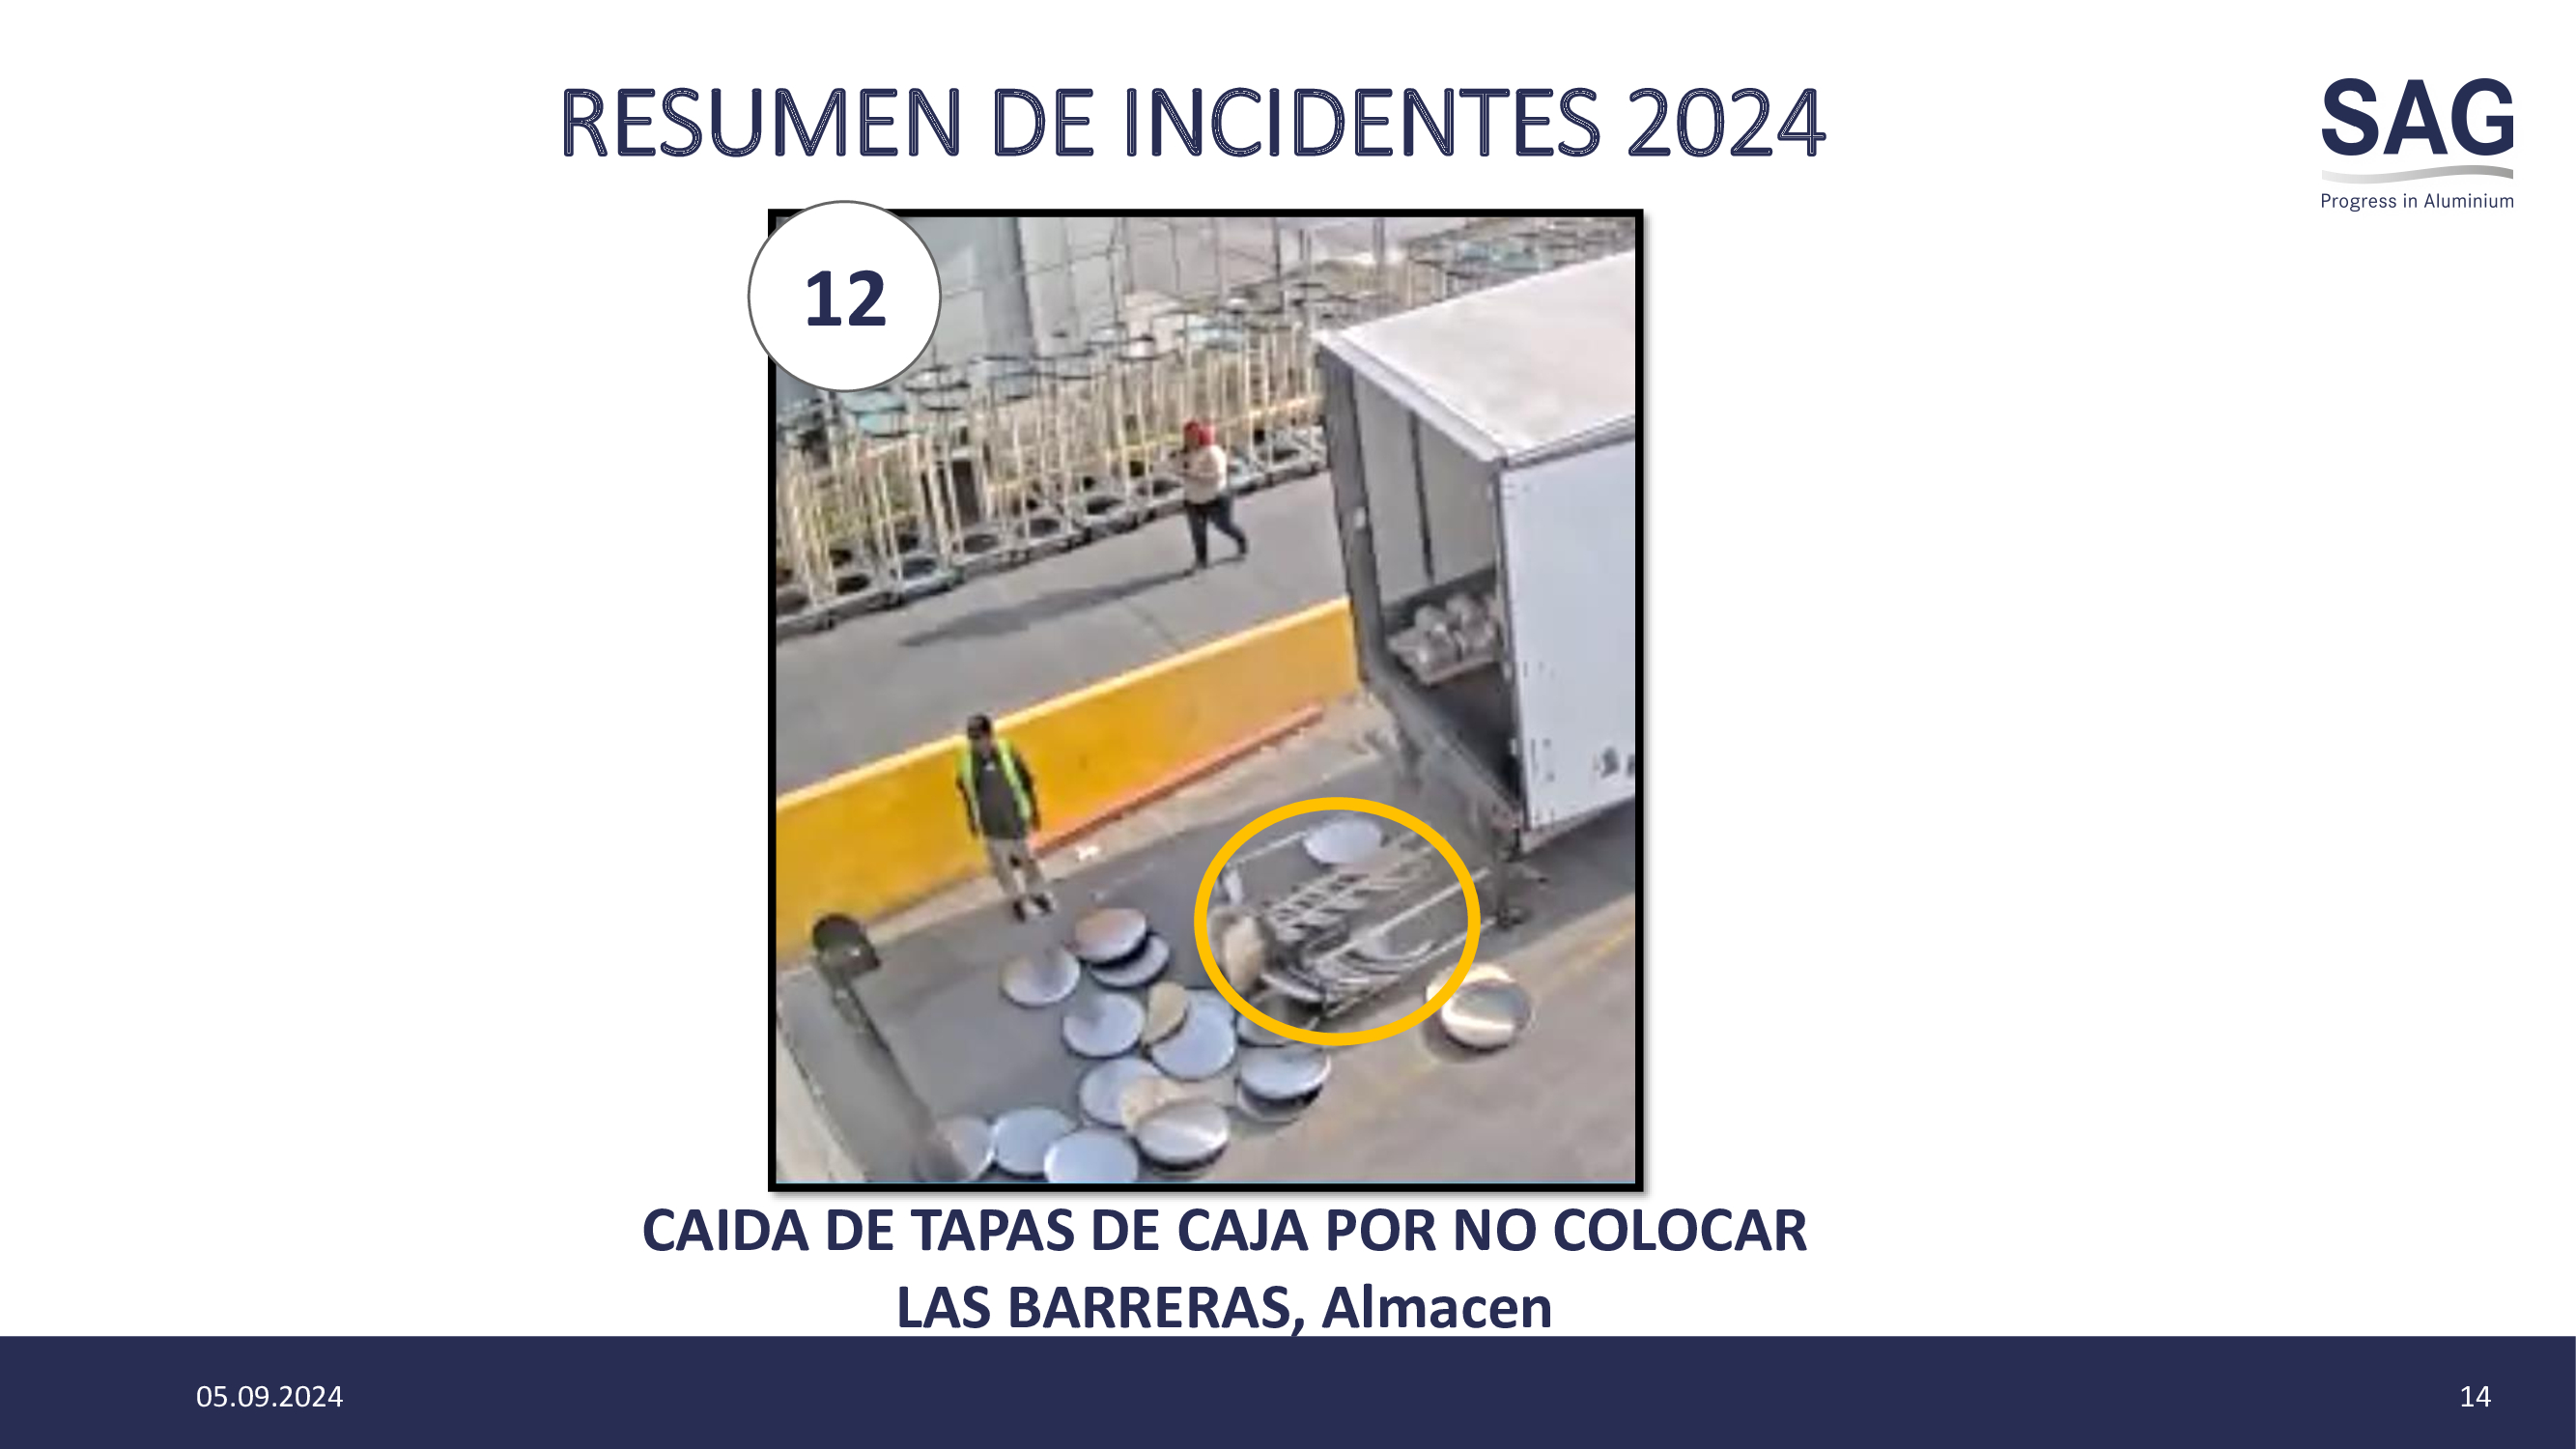 RESUMEN DE INCIDENTES 2024
SAG
Progress in Aluminium
12
CAIDA DE TAPAS DE CAJA POR NO COLOCAR
LAS BARRERAS, Almacen
05.09.2024
14